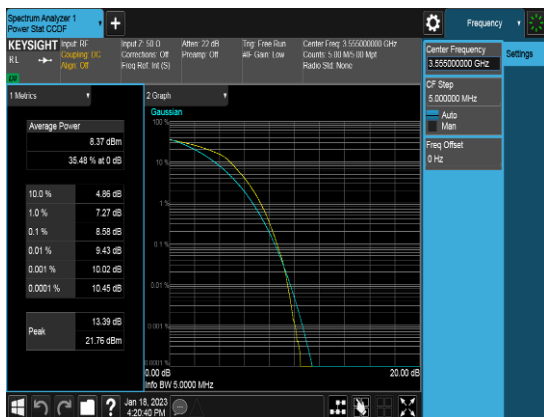 Spectrum Analyzer 1
Power Stat CCDF
Frequency
KEYSIGHT
RL
Input: RF
Coupling: DC
Align: Off
Input Z: 50 Ω
Corrections: Off
Freq Ref: Int (S)
Atten: 22 dB
Preamp: Off
Trig: Free Run
#IF Gain: Low
Center Freq: 3.555000000 GHz
Counts: 5.00 M/5.00 Mpt
Radio Std: None
Center Frequency
3.555000000 GHz
Settings
CF Step
5.000000 MHz
Auto
Man
Freq Offset
0 Hz
1 Metrics
Average Power
8.37 dBm
35.48 % at 0 dB
10.0 % 4.86 dB
1.0 % 7.27 dB
0.1 % 8.58 dB
0.01 % 9.43 dB
0.001 % 10.02 dB
0.0001 % 10.45 dB
Peak
13.39 dB
21.76 dBm
2 Graph
Gaussian
100 %
10 %
1 %
0.1 %
0.01 %
0.001 %
0.0001 %
0.00 dB
20.00 dB
Info BW 5.0000 MHz
Jan 18, 2023
4:20:40 PM